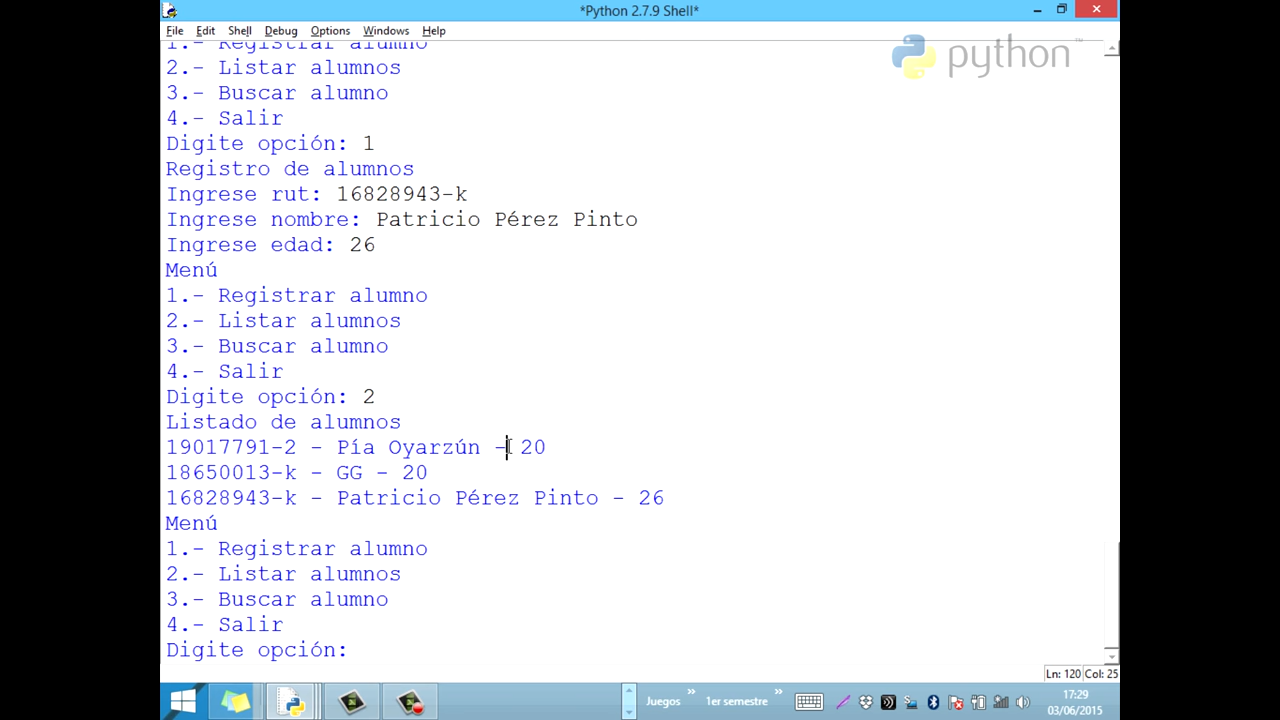 *Python 2.7.9 Shell*
File Edit Shell Debug Options Windows Help
python™
1.- Registrar alumno
2.- Listar alumnos
3.- Buscar alumno
4.- Salir
Digite opción: 1
Registro de alumnos
Ingrese rut: 16828943-k
Ingrese nombre: Patricio Pérez Pinto
Ingrese edad: 26
Menú
1.- Registrar alumno
2.- Listar alumnos
3.- Buscar alumno
4.- Salir
Digite opción: 2
Listado de alumnos
19017791-2 - Pía Oyarzún - 20
18650013-k - GG - 20
16828943-k - Patricio Pérez Pinto - 26
Menú
1.- Registrar alumno
2.- Listar alumnos
3.- Buscar alumno
4.- Salir
Digite opción:
Ln: 120 Col: 25
Juegos » 1er semestre » 17:29
03/06/2015